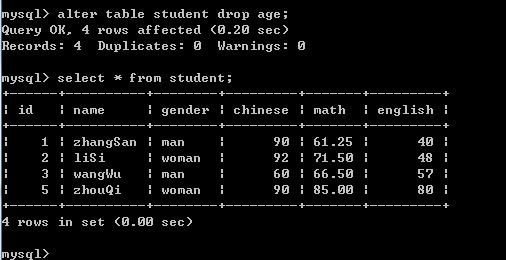 mysql> alter table student drop age;
Query OK, 4 rows affected (0.20 sec)
Records: 4  Duplicates: 0  Warnings: 0
mysql> select * from student;
+------+----------+--------+---------+-------+---------+
| id   | name     | gender | chinese | math  | english |
+------+----------+--------+---------+-------+---------+
|    1 | zhangSan | man    |      90 | 61.25 |      40 |
|    2 | liSi     | woman  |      92 | 71.50 |      48 |
|    3 | wangWu   | man    |      60 | 66.50 |      57 |
|    5 | zhouQi   | woman  |      90 | 85.00 |      80 |
+------+----------+--------+---------+-------+---------+
4 rows in set (0.00 sec)
mysql>